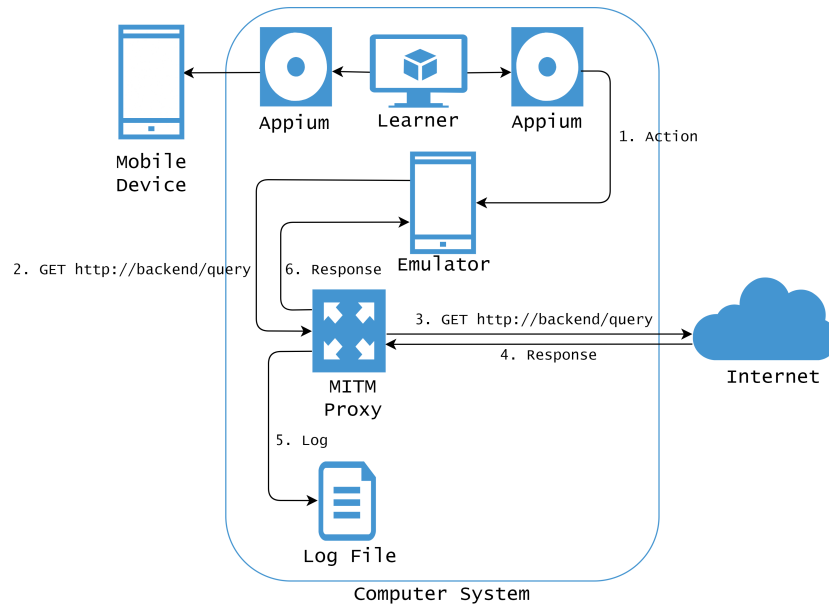 Appium
Learner
Appium
1. Action
Mobile
Device
Emulator
2. GET http://backend/query
6. Response
3. GET http://backend/query
4. Response
Internet
MITM
Proxy
5. Log
Log File
Computer System